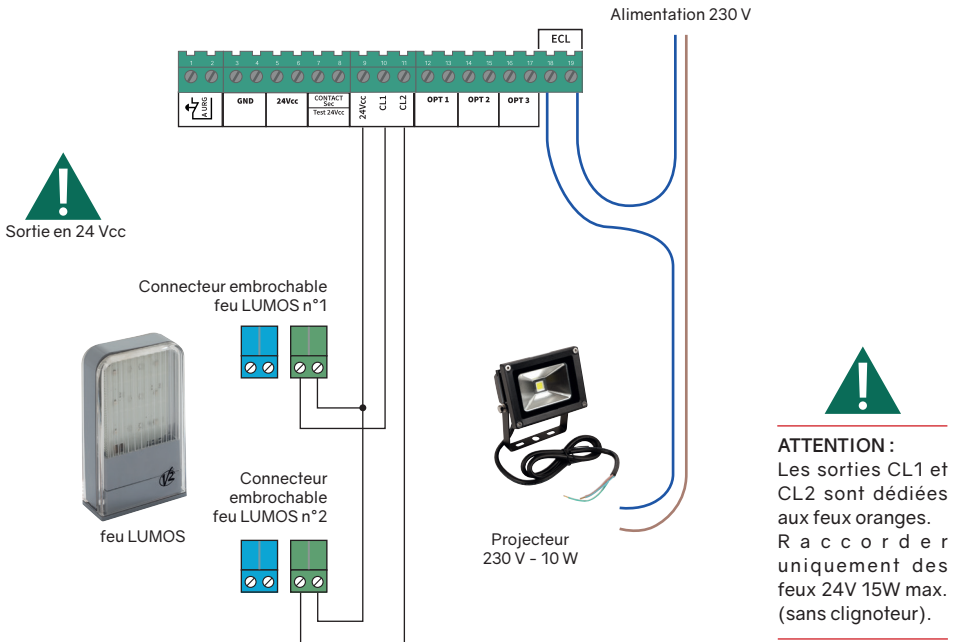 Alimentation 230 V
ECL
1 2 3 4 5 6 7 8 9 10 11 12 13 14 15 16 17 18 19
A URG
GND
24Vcc
CONTACT
Sec
Test 24Vcc
24Vcc
CL1
CL2
OPT 1
OPT 2
OPT 3
Sortie en 24 Vcc
Connecteur embrochable
feu LUMOS n°1
V2
feu LUMOS
Connecteur
embrochable
feu LUMOS n°2
Projecteur
230 V - 10 W
ATTENTION :
Les sorties CL1 et
CL2 sont dédiées
aux feux oranges.
Raccorder
uniquement des
feux 24V 15W max.
(sans clignoteur).